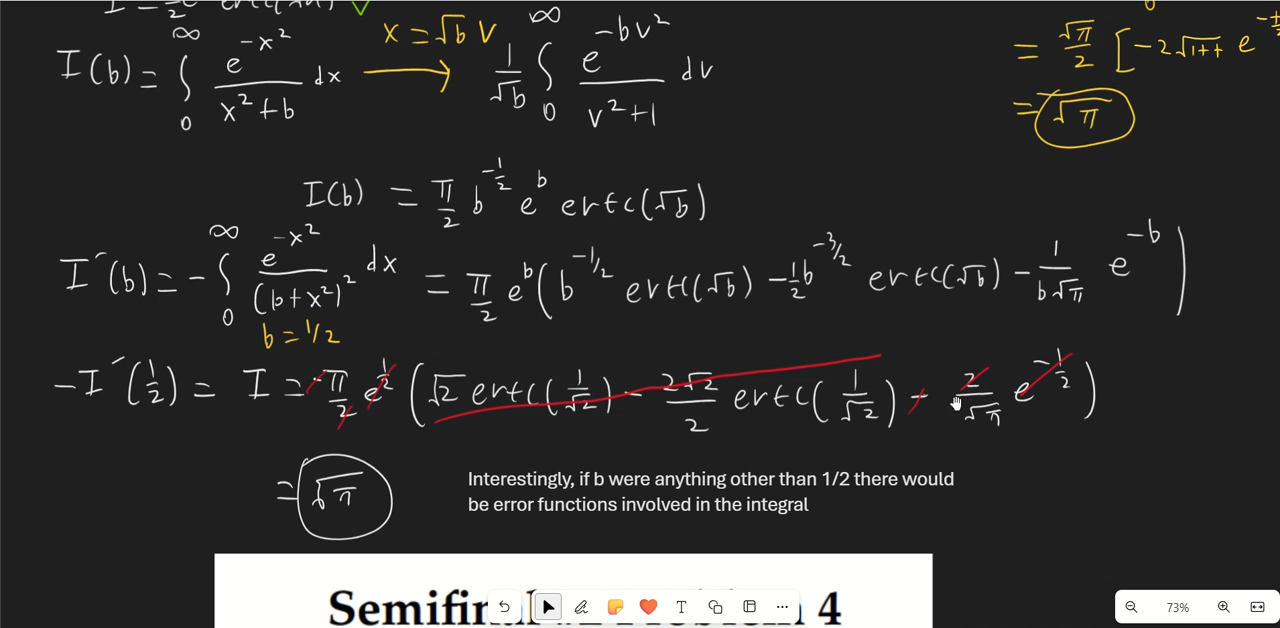 I(b) = ∫₀^∞ e^{-x²}/(x²+b) dx → x = √b v → 1/√b ∫₀^∞ e^{-bv²}/(v²+1) dv
= √π/2 [-2√1+t e^-
= √π
I(b) = π/2 b^{-1/2} e^b erfc(√b)
I'(b) = -∫₀^∞ e^{-x²}/(b+x²)² dx = π/2 e^b (b^{-1/2} erfc(√b) - 1/2 b^{-3/2} erfc(√b) - 1/(b√π) e^{-b})
b = 1/2
-I'(1/2) = I = -π/2 e^{1/2} (√2 erfc(1/√2) - 2√2/2 erfc(1/√2) - 2/√π e^{-1/2})
= √π
Interestingly, if b were anything other than 1/2 there would
be error functions involved in the integral
4
73%